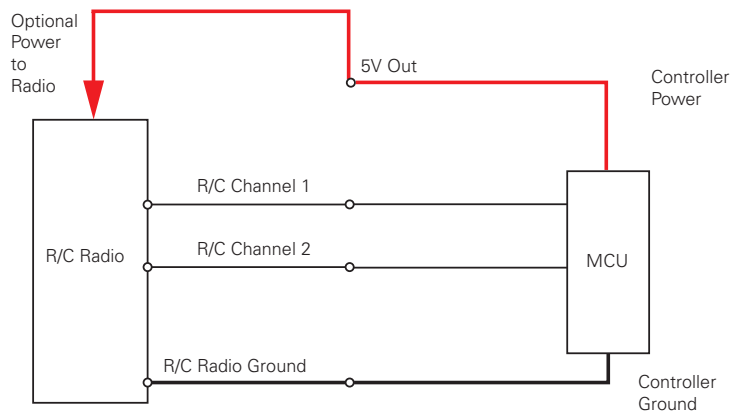 Optional
Power
to
Radio
5V Out
Controller
Power
R/C Channel 1
R/C Channel 2
R/C Radio
MCU
R/C Radio Ground
Controller
Ground